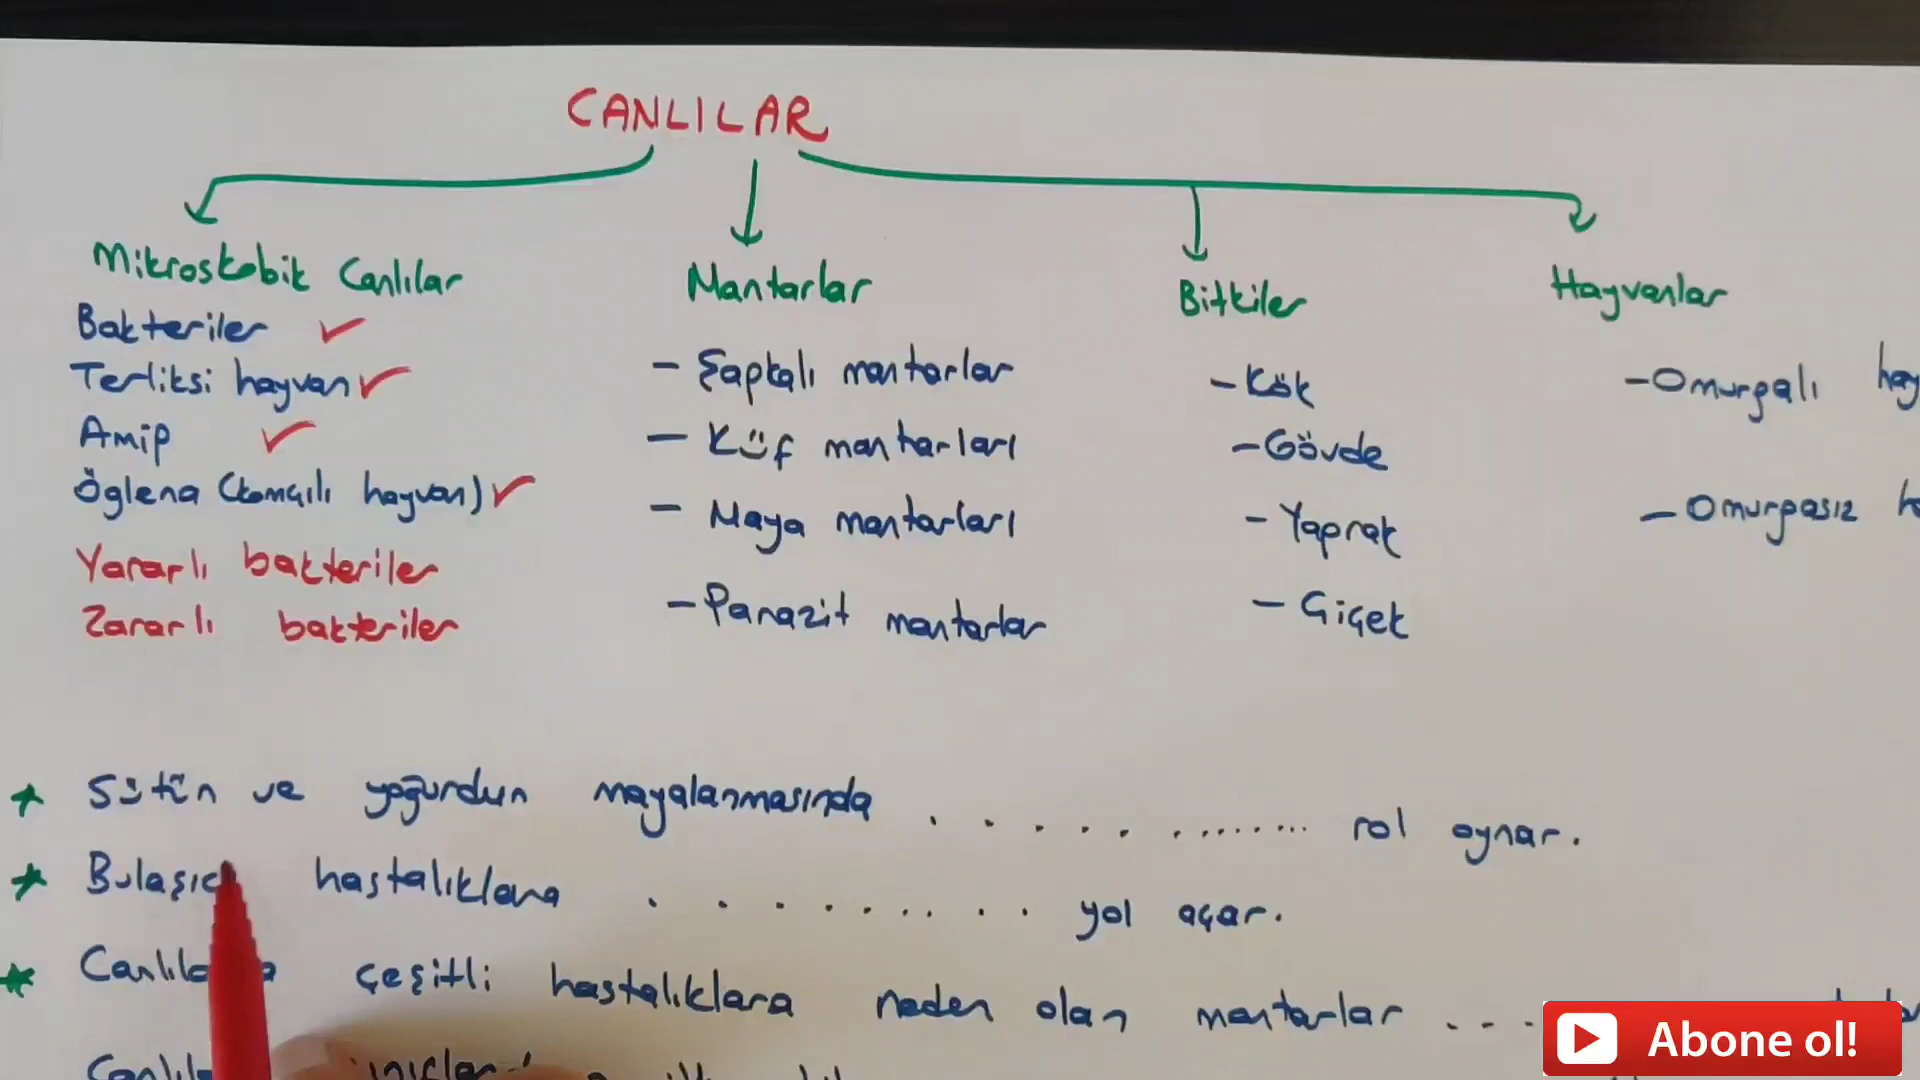 CANLILAR
Mikroskobik Canlılar
Bakteriler
Terliksi hayvan
Amip
Öglena (kamçılı hayvan)
Yararlı bakteriler
Zararlı bakteriler
Mantarlar
- Şapkalı mantarlar
- Küf mantarları
- Maya mantarları
- Parazit mantarlar
Bitkiler
- Kök
- Gövde
- Yaprak
- Çiçek
Hayvanlar
- Omurgalı hay
- Omurgasız
* Sütün ve yoğurdun mayalanmasında ............... rol oynar.
* Bulaşıcı hastalıklara .......... yol açar.
* çeşitli hastalıklara neden olan mantarlar ...
Abone ol!